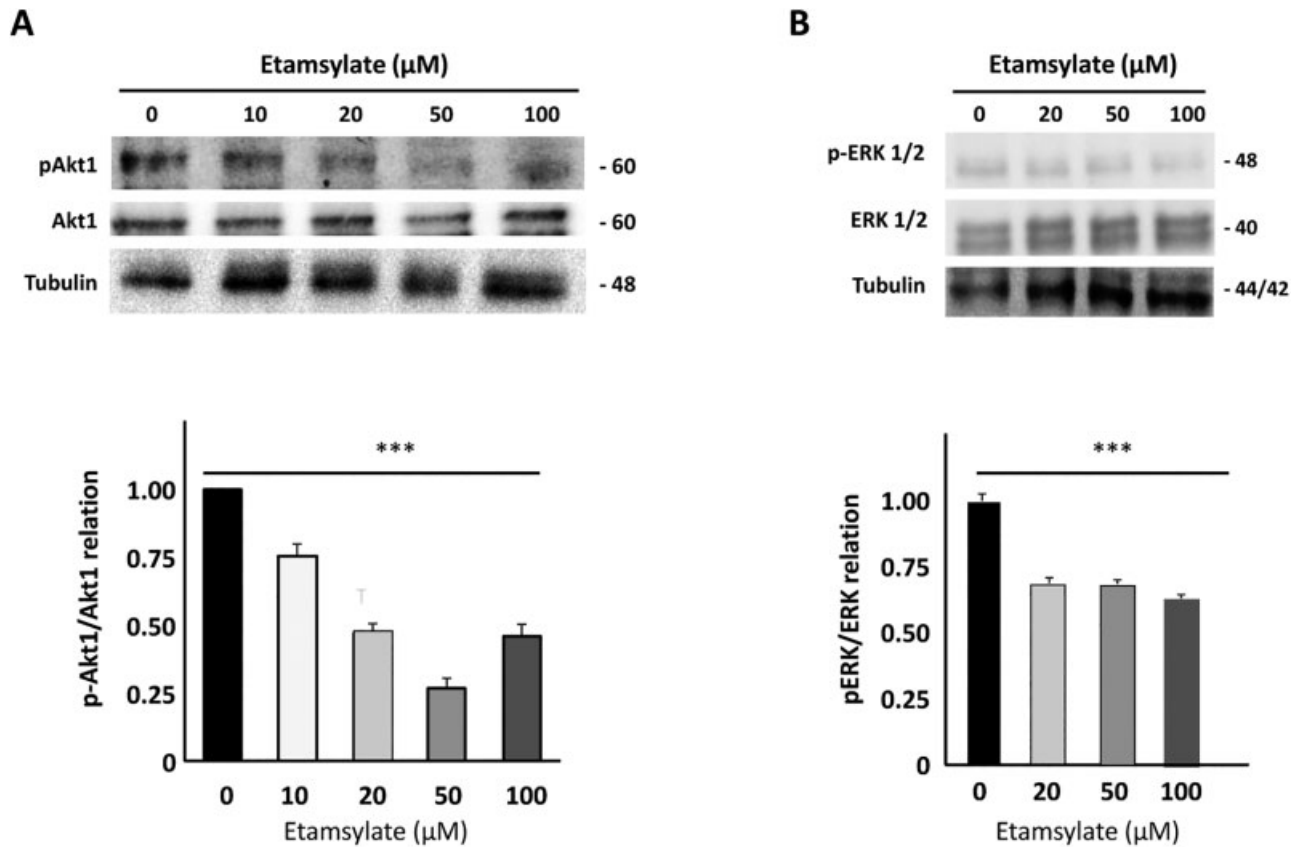 A
Etamsylate (µM)
0 10 20 50 100
pAkt1 - 60
Akt1 - 60
Tubulin - 48
***
1.00
0.75
0.50
0.25
0
p-Akt1/Akt1 relation
0 10 20 50 100
Etamsylate (µM)
B
Etamsylate (µM)
0 20 50 100
p-ERK 1/2 - 48
ERK 1/2 - 40
Tubulin - 44/42
***
1.00
0.75
0.50
0.25
0
pERK/ERK relation
0 20 50 100
Etamsylate (µM)